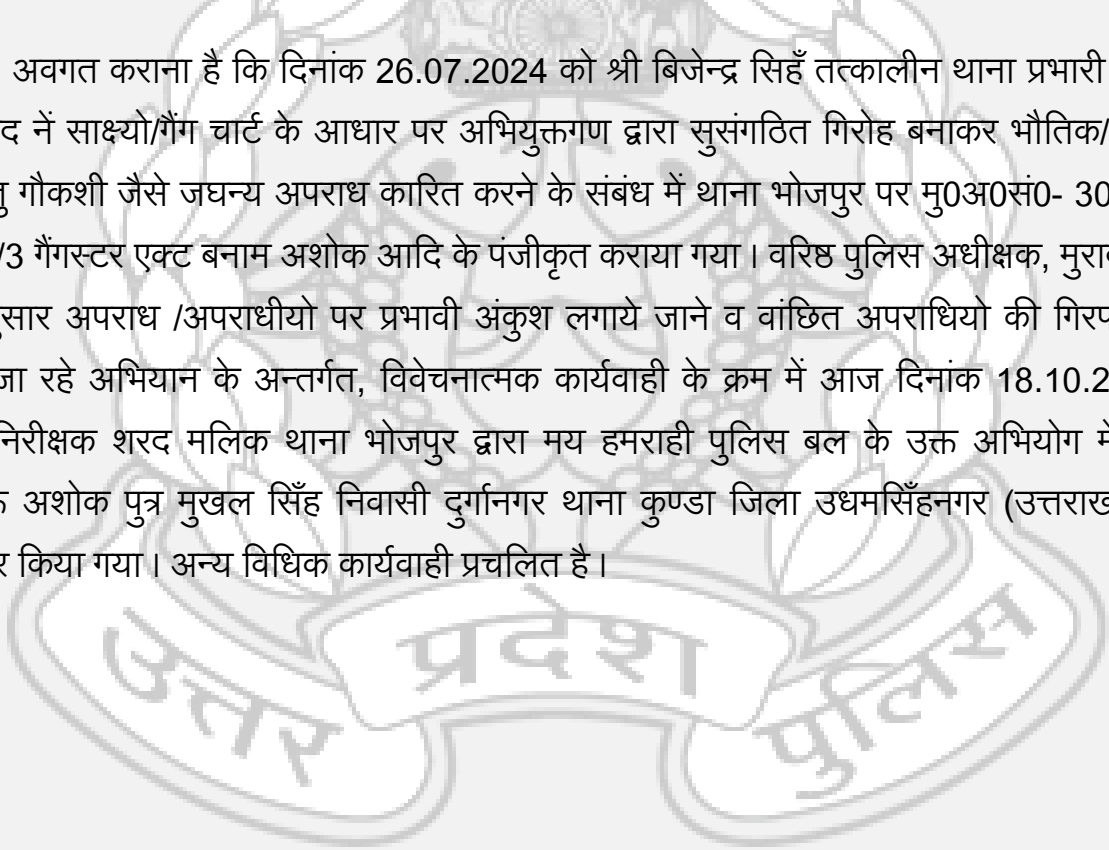 अवगत कराना है कि दिनांक 26.07.2024 को श्री बिजेन्द्र सिहँ तत्कालीन थाना प्रभारी
द नें साक्ष्यो/गैंग चार्ट के आधार पर अभियुक्तगण द्वारा सुसंगठित गिरोह बनाकर भौतिक/
तु गौकशी जैसे जघन्य अपराध कारित करने के संबंध में थाना भोजपुर पर मु0अ0सं0- 30
/3 गैंगस्टर एक्ट बनाम अशोक आदि के पंजीकृत कराया गया। वरिष्ठ पुलिस अधीक्षक, मुरा
सार अपराध /अपराधीयो पर प्रभावी अंकुश लगाये जाने व वांछित अपराधियो की गिरफ
जा रहे अभियान के अन्तर्गत, विवेचनात्मक कार्यवाही के क्रम में आज दिनांक 18.10.2
निरीक्षक शरद मलिक थाना भोजपुर द्वारा मय हमराही पुलिस बल के उक्त अभियोग में
अशोक पुत्र मुखल सिँह निवासी दुर्गानगर थाना कुण्डा जिला उधमसिँहनगर (उत्तराख
र किया गया। अन्य विधिक कार्यवाही प्रचलित है।
उत्तर प्रदेश पुलिस